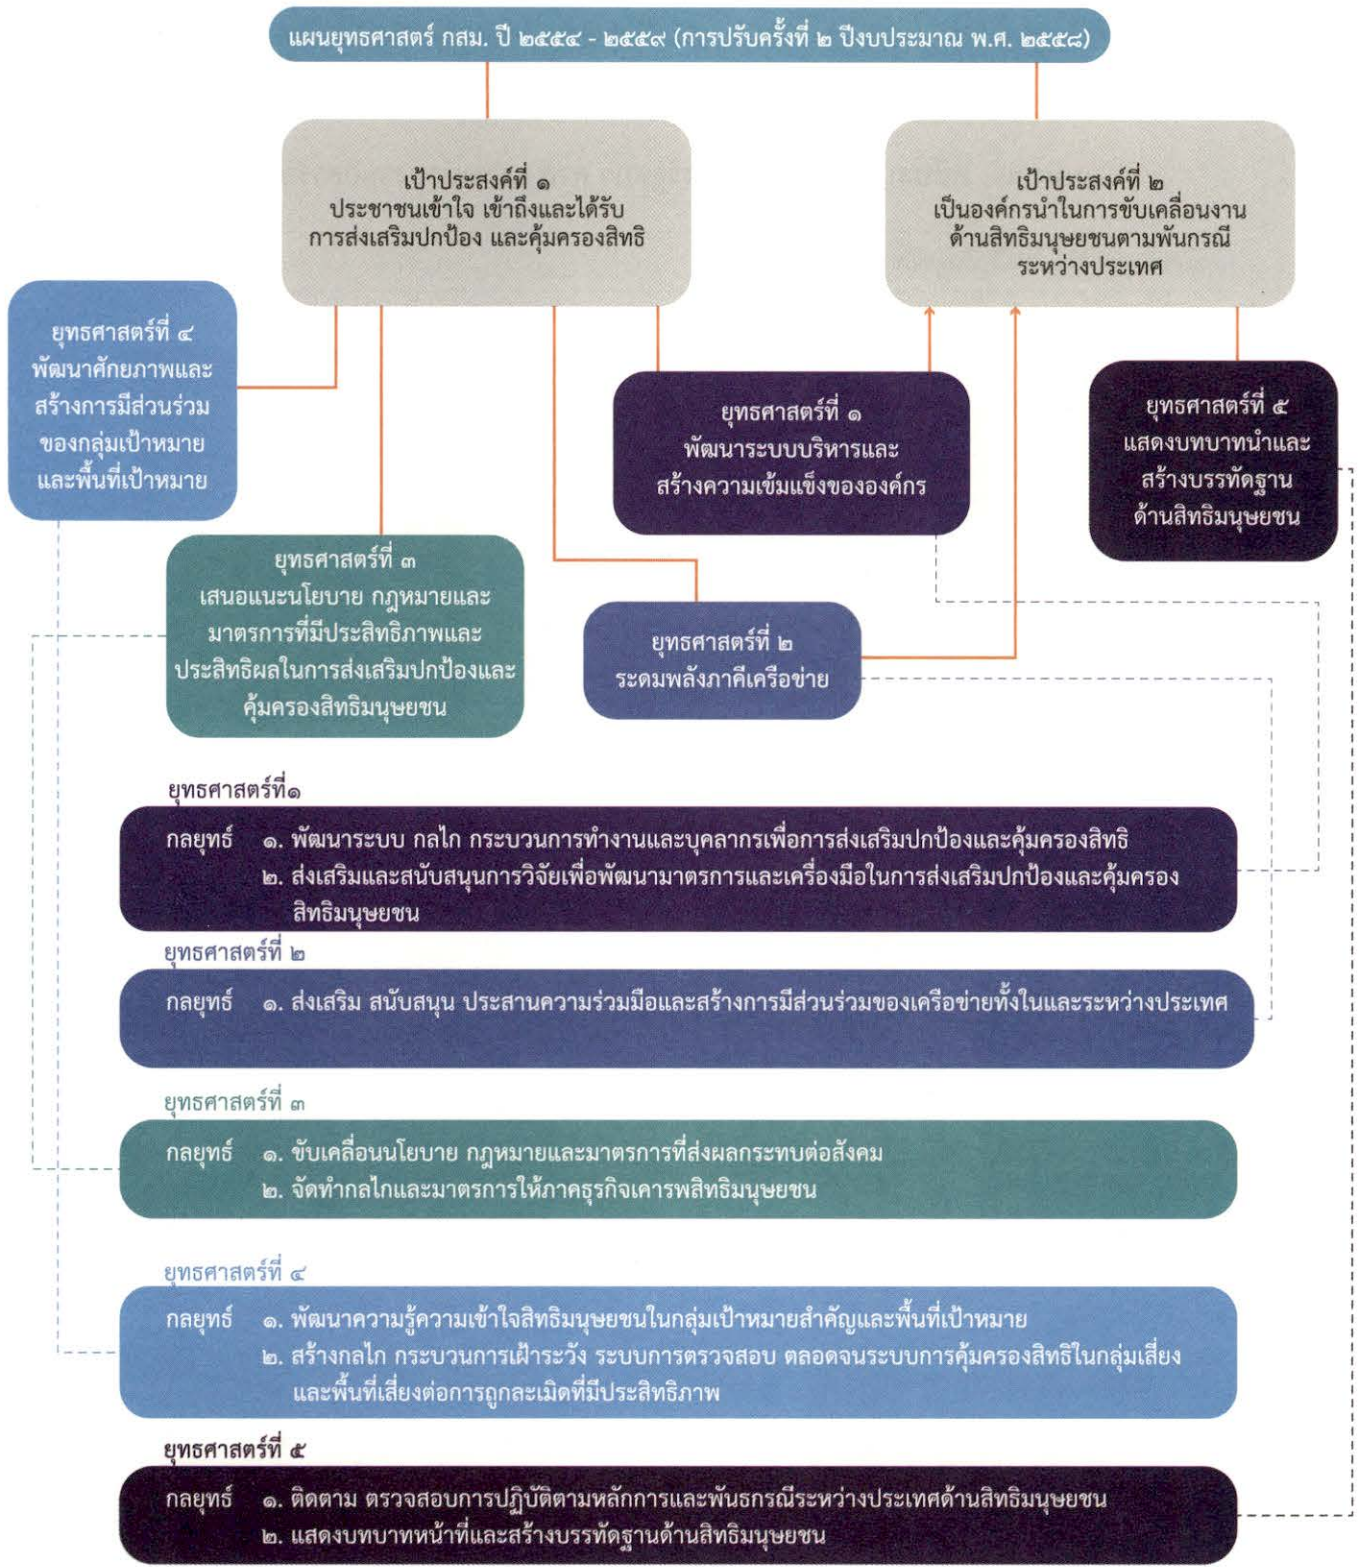 แผนยุทธศาสตร์ กสม. ปี ๒๕๕๔ - ๒๕๕๙ (การปรับครั้งที่ ๒ ปีงบประมาณ พ.ศ. ๒๕๕๘)
เป้าประสงค์ที่ ๑
ประชาชนเข้าใจ เข้าถึงและได้รับ
การส่งเสริมปกป้อง และคุ้มครองสิทธิ
เป้าประสงค์ที่ ๒
เป็นองค์กรนำในการขับเคลื่อนงาน
ด้านสิทธิมนุษยชนตามพันกรณี
ระหว่างประเทศ
ยุทธศาสตร์ที่ ๔
พัฒนาศักยภาพและ
สร้างการมีส่วนร่วม
ของกลุ่มเป้าหมาย
และพื้นที่เป้าหมาย
ยุทธศาสตร์ที่ ๑
พัฒนาระบบบริหารและ
สร้างความเข้มแข็งขององค์กร
ยุทธศาสตร์ที่ ๕
แสดงบทบาทนำและ
สร้างบรรทัดฐาน
ด้านสิทธิมนุษยชน
ยุทธศาสตร์ที่ ๓
เสนอแนะนโยบาย กฎหมายและ
มาตรการที่มีประสิทธิภาพและ
ประสิทธิผลในการส่งเสริมปกป้องและ
คุ้มครองสิทธิมนุษยชน
ยุทธศาสตร์ที่ ๒
ระดมพลังภาคีเครือข่าย
ยุทธศาสตร์ที่๑
กลยุทธ์ ๑. พัฒนาระบบ กลไก กระบวนการทำงานและบุคลากรเพื่อการส่งเสริมปกป้องและคุ้มครองสิทธิ
๒. ส่งเสริมและสนับสนุนการวิจัยเพื่อพัฒนามาตรการและเครื่องมือในการส่งเสริมปกป้องและคุ้มครอง
สิทธิมนุษยชน
ยุทธศาสตร์ที่ ๒
กลยุทธ์ ๑. ส่งเสริม สนับสนุน ประสานความร่วมมือและสร้างการมีส่วนร่วมของเครือข่ายทั้งในและระหว่างประเทศ
ยุทธศาสตร์ที่ ๓
กลยุทธ์ ๑. ขับเคลื่อนนโยบาย กฎหมายและมาตรการที่ส่งผลกระทบต่อสังคม
๒. จัดทำกลไกและมาตรการให้ภาคธุรกิจเคารพสิทธิมนุษยชน
ยุทธศาสตร์ที่ ๔
กลยุทธ์ ๑. พัฒนาความรู้ความเข้าใจสิทธิมนุษยชนในกลุ่มเป้าหมายสำคัญและพื้นที่เป้าหมาย
๒. สร้างกลไก กระบวนการเฝ้าระวัง ระบบการตรวจสอบ ตลอดจนระบบการคุ้มครองสิทธิในกลุ่มเสี่ยง
และพื้นที่เสี่ยงต่อการถูกละเมิดที่มีประสิทธิภาพ
ยุทธศาสตร์ที่ ๕
กลยุทธ์ ๑. ติดตาม ตรวจสอบการปฏิบัติตามหลักการและพันธกรณีระหว่างประเทศด้านสิทธิมนุษยชน
๒. แสดงบทบาทหน้าที่และสร้างบรรทัดฐานด้านสิทธิมนุษยชน